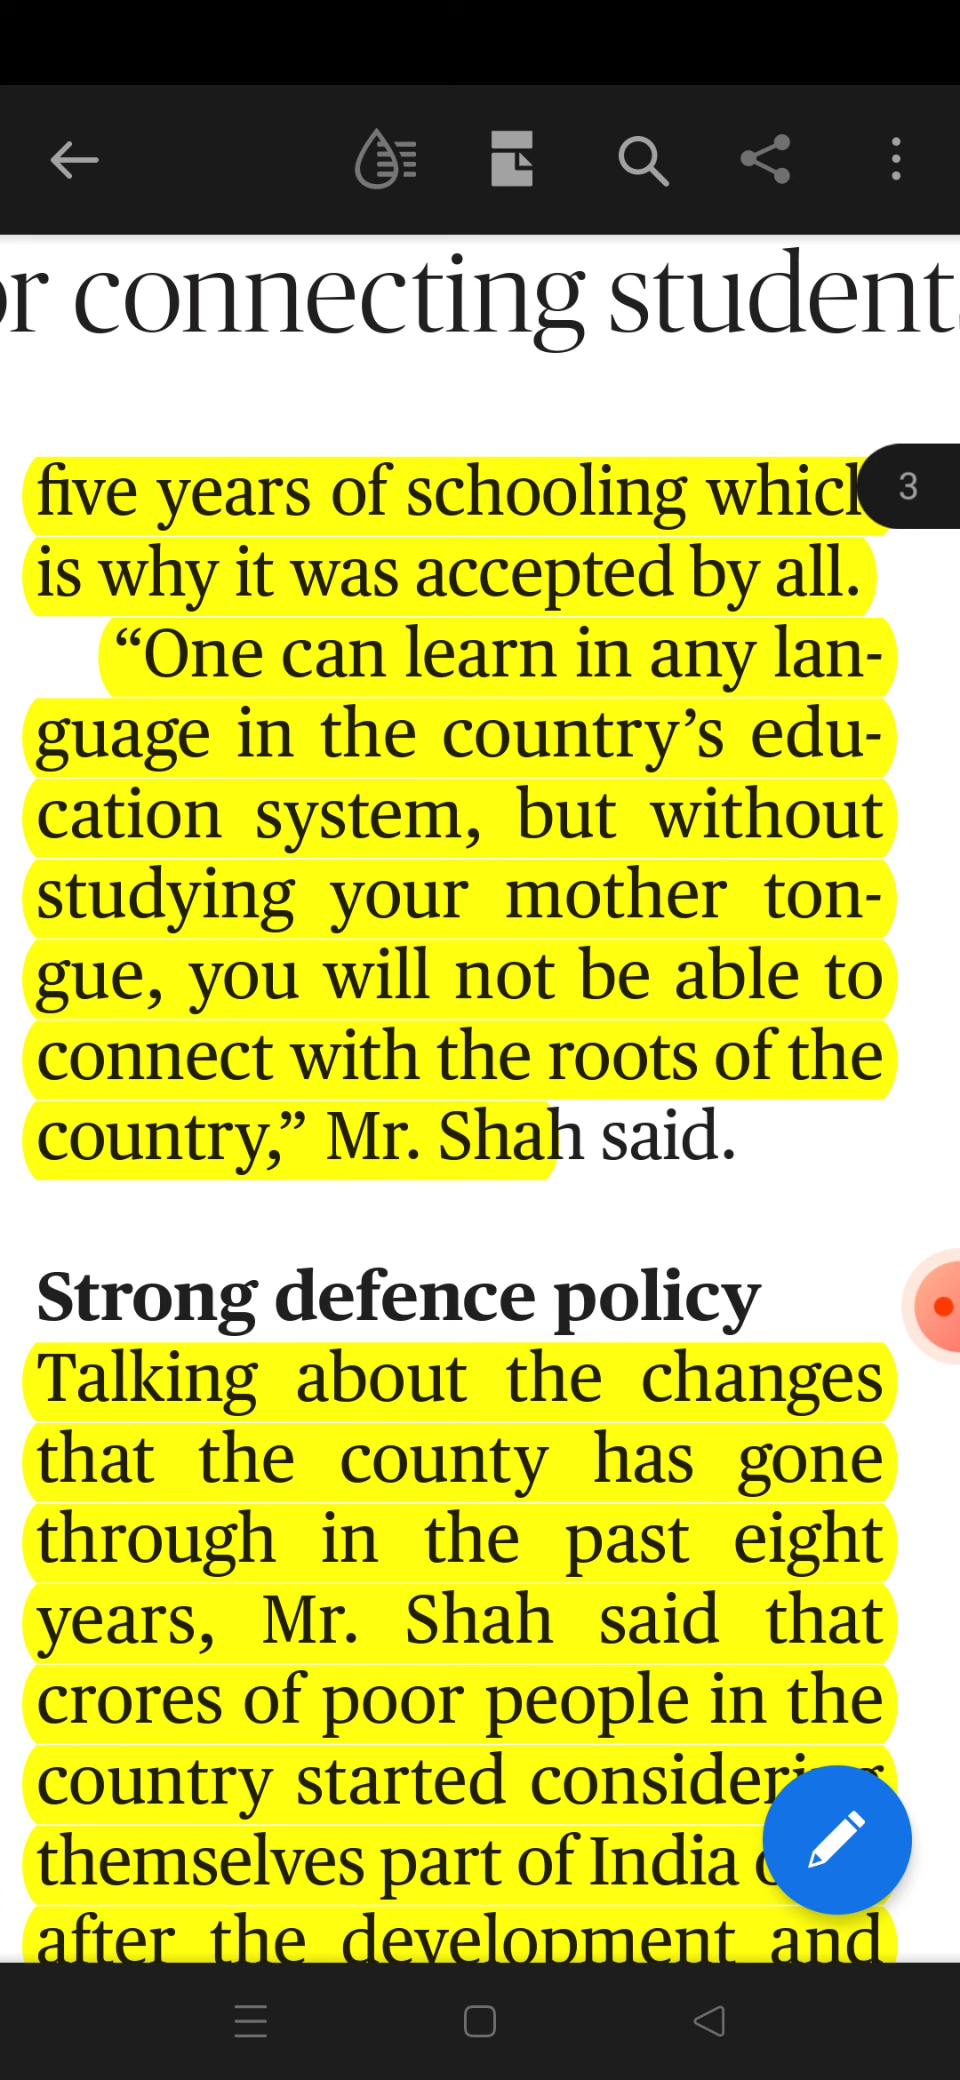 connecting
3
five years of schooling
is why it was accepted by all.
“One can learn in any lan-
guage in the country’s edu-
cation system, but without
studying your mother ton-
gue, you will not be able to
connect with the roots of the
country,” Mr. Shah said.
Strong defence policy
Talking about the changes
that the county has gone
through in the past eight
years, Mr. Shah said that
crores of poor people in the
country started
themselves part of India
after the development and